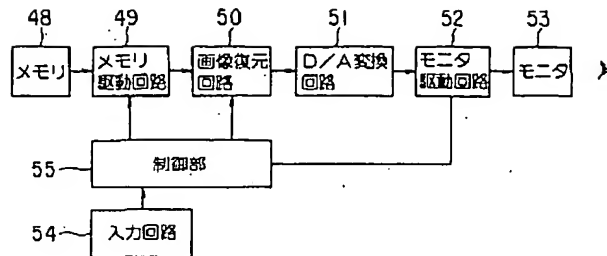 48
49
50
51
52
53
メモリ
メモリ
駆動回路
画像復元
回路
D/A変換
回路
モニタ
駆動回路
モニタ
55
制御部
54
入力回路